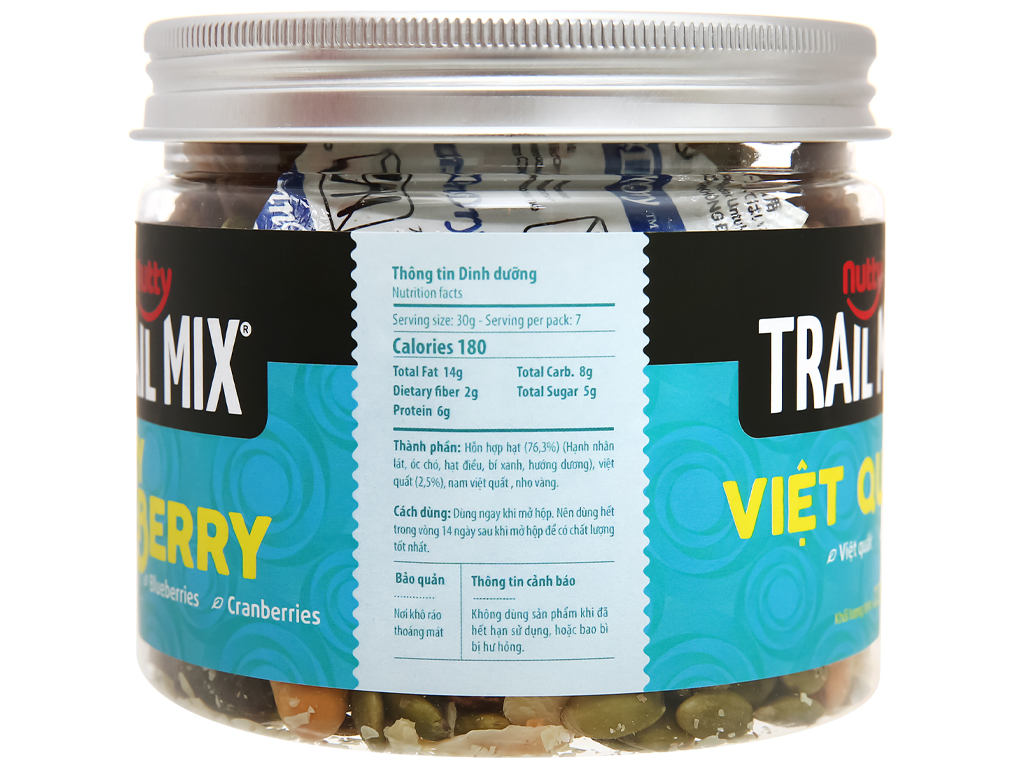 nutty
MIX®
BERRY
Blueberries
Cranberries
Thông tin Dinh dưỡng
Nutrition facts
Serving size: 30g - Serving per pack: 7
Calories 180
Total Fat 14g Total Carb. 8g
Dietary fiber 2g Total Sugar 5g
Protein 6g
Thành phần: Hỗn hợp hạt (76,3%) (Hạnh nhân
lát, óc chó, hạt điều, bí xanh, hướng dương), việt
quất (2,5%), nam việt quất , nho vàng.
Cách dùng: Dùng ngay khi mở hộp. Nên dùng hết
trong vòng 14 ngày sau khi mở hộp để có chất lượng
tốt nhất.
Bảo quản
Nơi khô ráo
thoáng mát
Thông tin cảnh báo
Không dùng sản phẩm khi đã
hết hạn sử dụng, hoặc bao bì
bị hư hỏng.
nutty
TRAIL
VIỆT
Việt quất